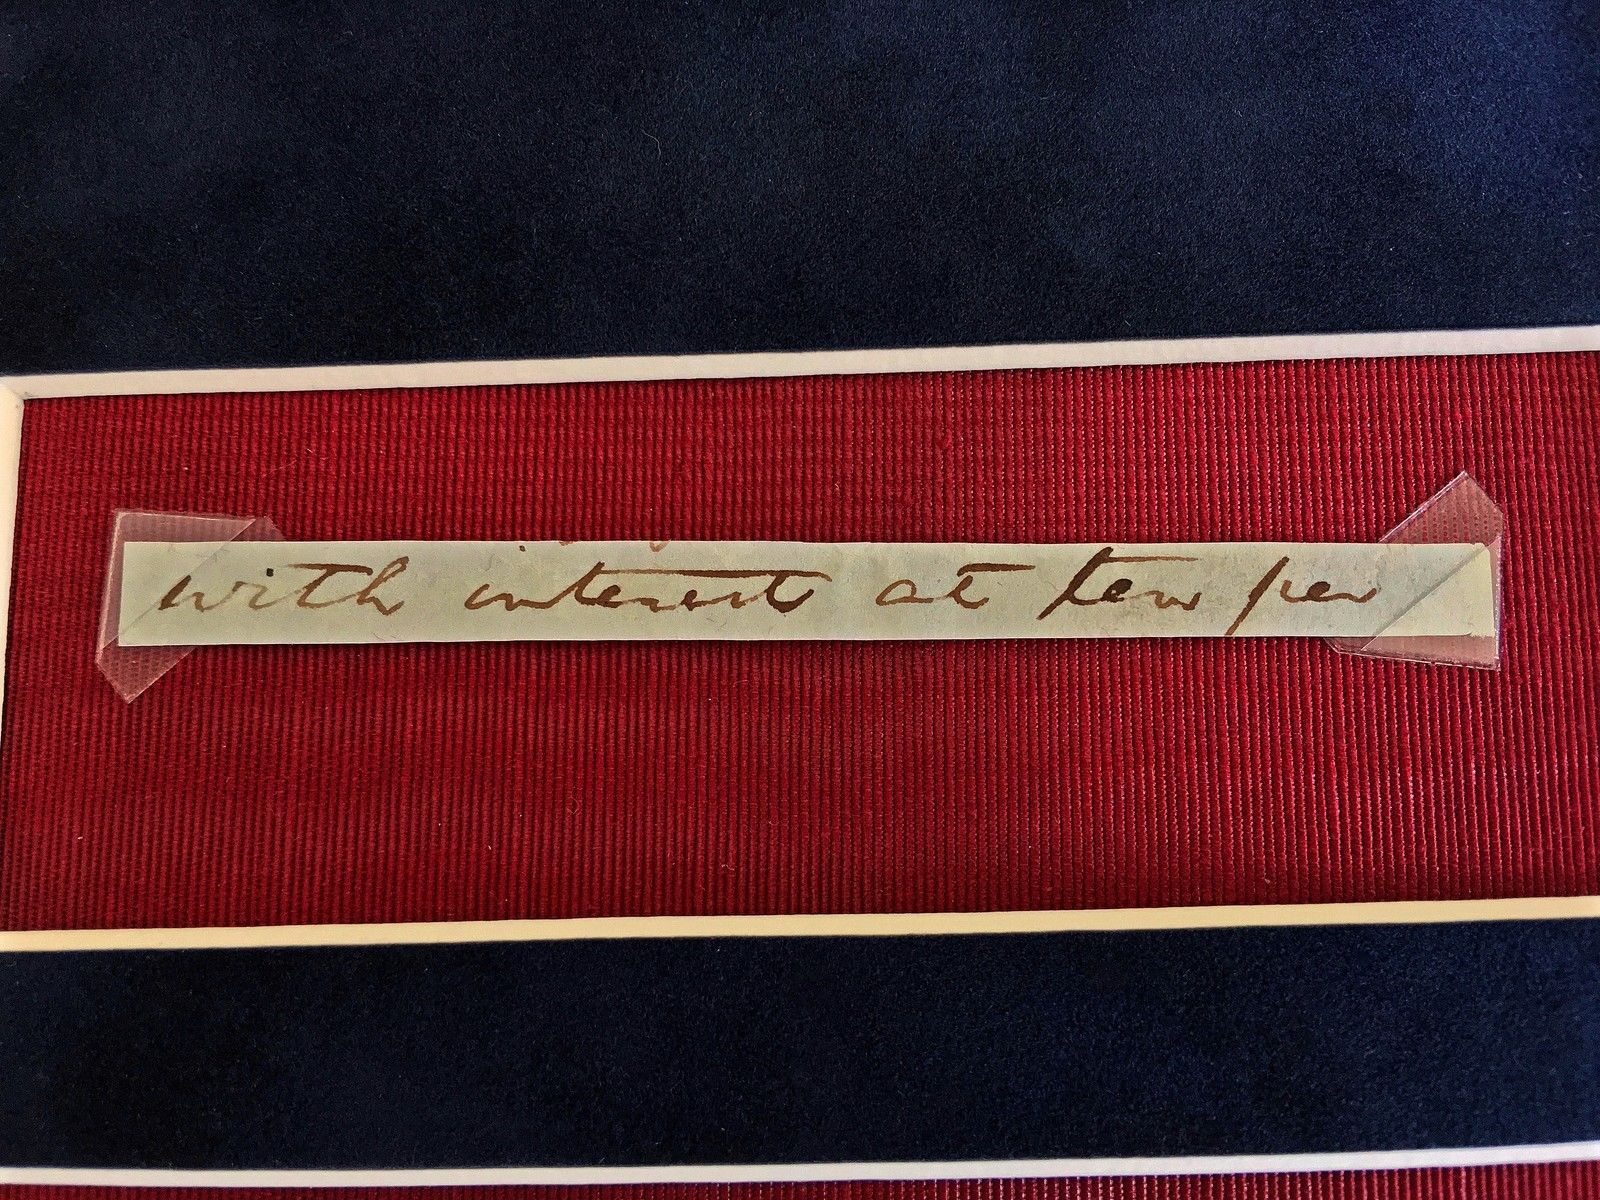 with interest at ten per